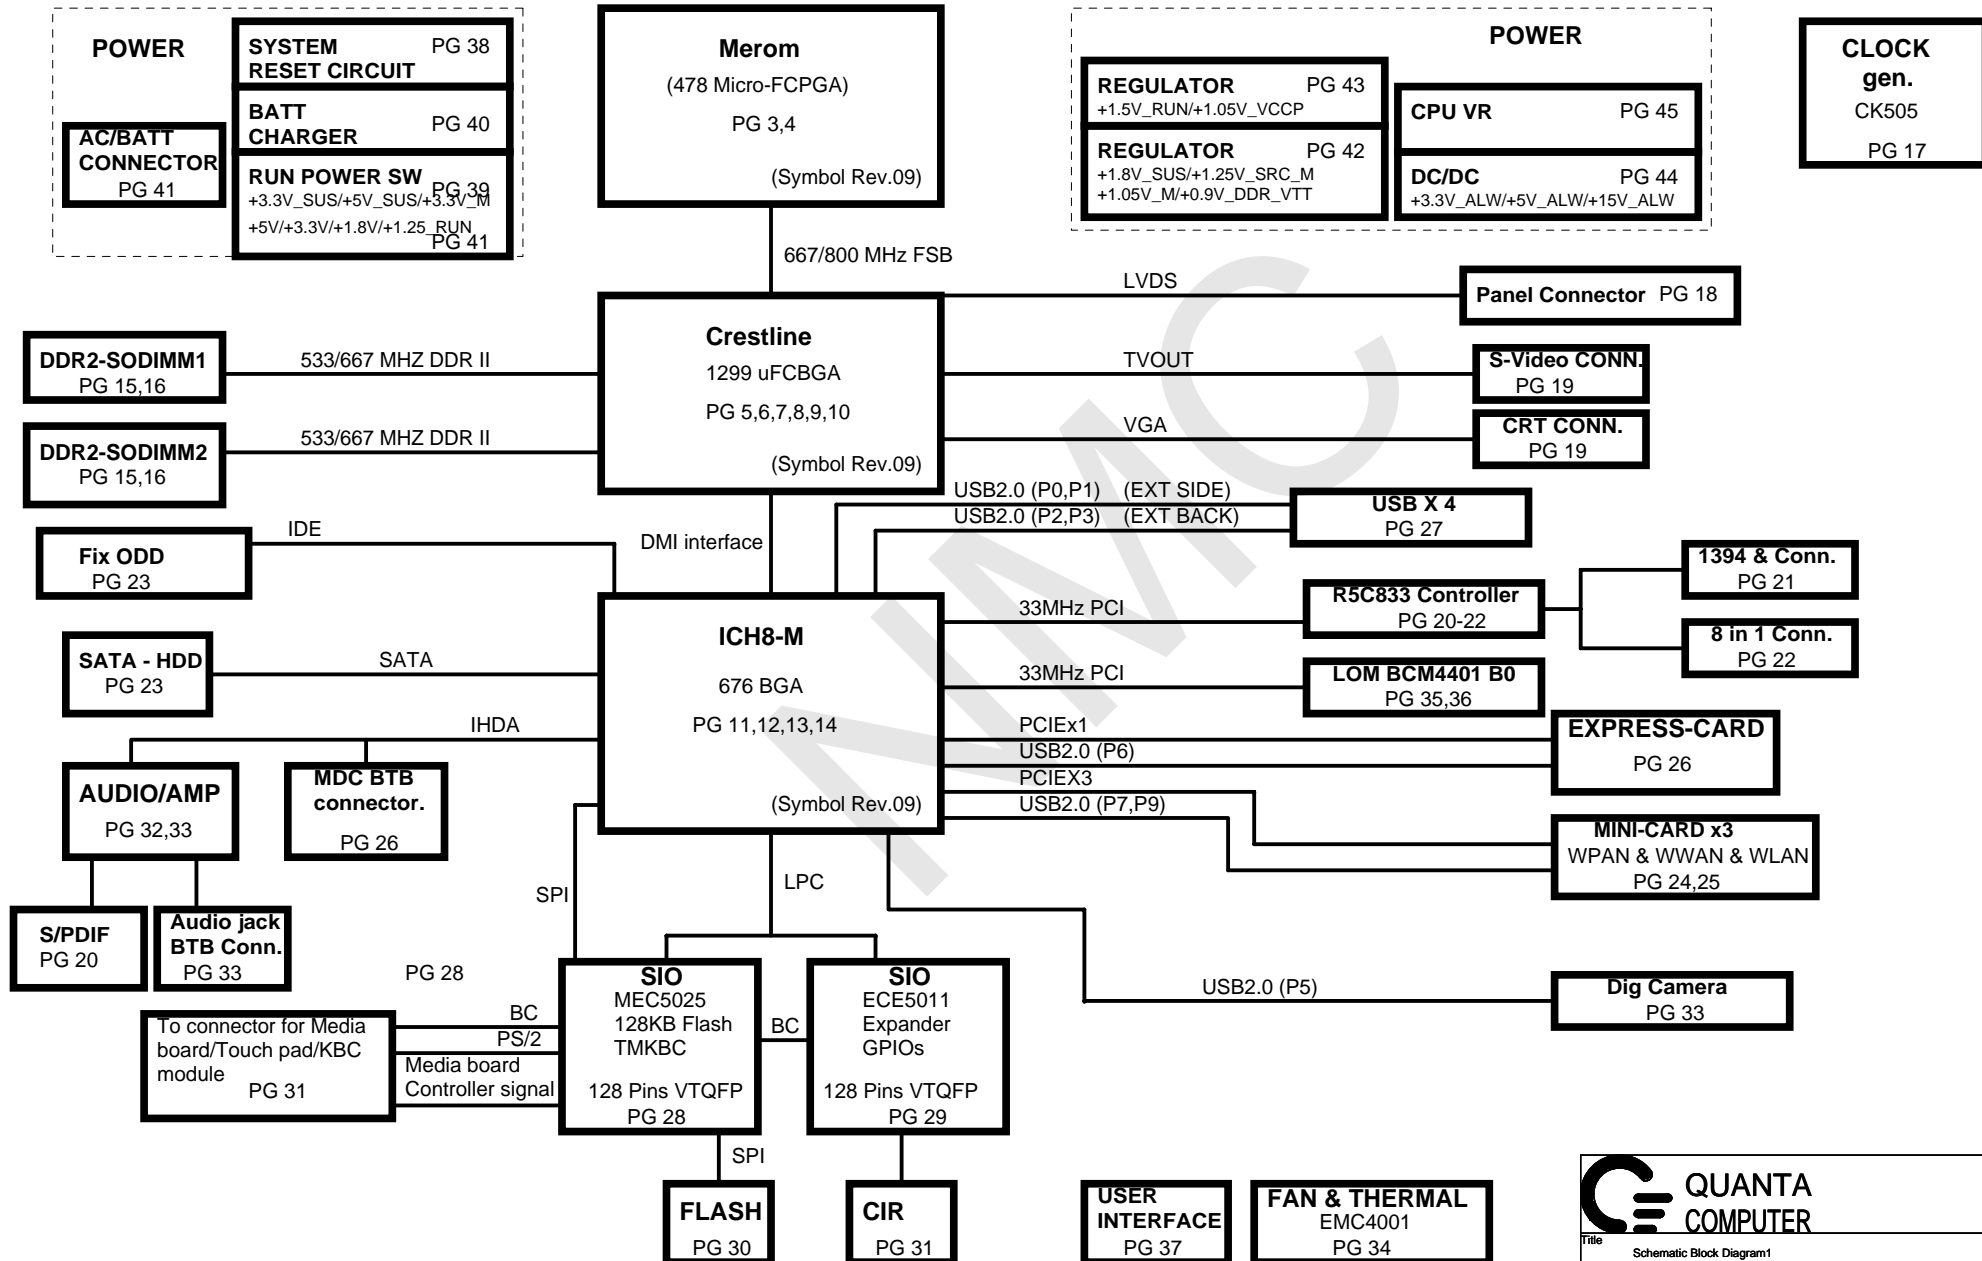 POWER
SYSTEM
RESET CIRCUIT
PG 38
BATT
CHARGER
PG 40
AC/BATT
CONNECTOR
PG 41
RUN POWER SW
PG 39
+3.3V_SUS/+5V_SUS/+3.3V_M
+5V/+3.3V/+1.8V/+1.25_RUN
PG 41
Merom
(478 Micro-FCPGA)
PG 3,4
(Symbol Rev.09)
POWER
REGULATOR PG 43
+1.5V_RUN/+1.05V_VCCP
REGULATOR PG 42
+1.8V_SUS/+1.25V_SRC_M
+1.05V_M/+0.9V_DDR_VTT
CPU VR PG 45
DC/DC PG 44
+3.3V_ALW/+5V_ALW/+15V_ALW
CLOCK
gen.
CK505
PG 17
667/800 MHz FSB
LVDS
Panel Connector PG 18
Crestline
1299 uFCBGA
PG 5,6,7,8,9,10
(Symbol Rev.09)
DDR2-SODIMM1
PG 15,16
533/667 MHZ DDR II
DDR2-SODIMM2
PG 15,16
533/667 MHZ DDR II
TVOUT
S-Video CONN.
PG 19
VGA
CRT CONN.
PG 19
USB2.0 (P0,P1) (EXT SIDE)
USB2.0 (P2,P3) (EXT BACK)
USB X 4
PG 27
IDE
Fix ODD
PG 23
DMI interface
NMC
ICH8-M
676 BGA
PG 11,12,13,14
(Symbol Rev.09)
33MHz PCI
R5C833 Controller
PG 20-22
1394 & Conn.
PG 21
8 in 1 Conn.
PG 22
SATA - HDD
PG 23
SATA
33MHz PCI
LOM BCM4401 B0
PG 35,36
IHDA
PCIEx1
USB2.0 (P6)
EXPRESS-CARD
PG 26
PCIEX3
USB2.0 (P7,P9)
MINI-CARD x3
WPAN & WWAN & WLAN
PG 24,25
AUDIO/AMP
PG 32,33
MDC BTB
connector.
PG 26
S/PDIF
PG 20
Audio jack
BTB Conn.
PG 33
SPI
LPC
PG 28
SIO
MEC5025
128KB Flash
TMKBC
128 Pins VTQFP
PG 28
BC
SIO
ECE5011
Expander
GPIOs
128 Pins VTQFP
PG 29
USB2.0 (P5)
Dig Camera
PG 33
To connector for Media
board/Touch pad/KBC
module
PG 31
BC
PS/2
Media board
Controller signal
SPI
FLASH
PG 30
CIR
PG 31
USER
INTERFACE
PG 37
FAN & THERMAL
EMC4001
PG 34
QUANTA
COMPUTER
Title
Schematic Block Diagram1